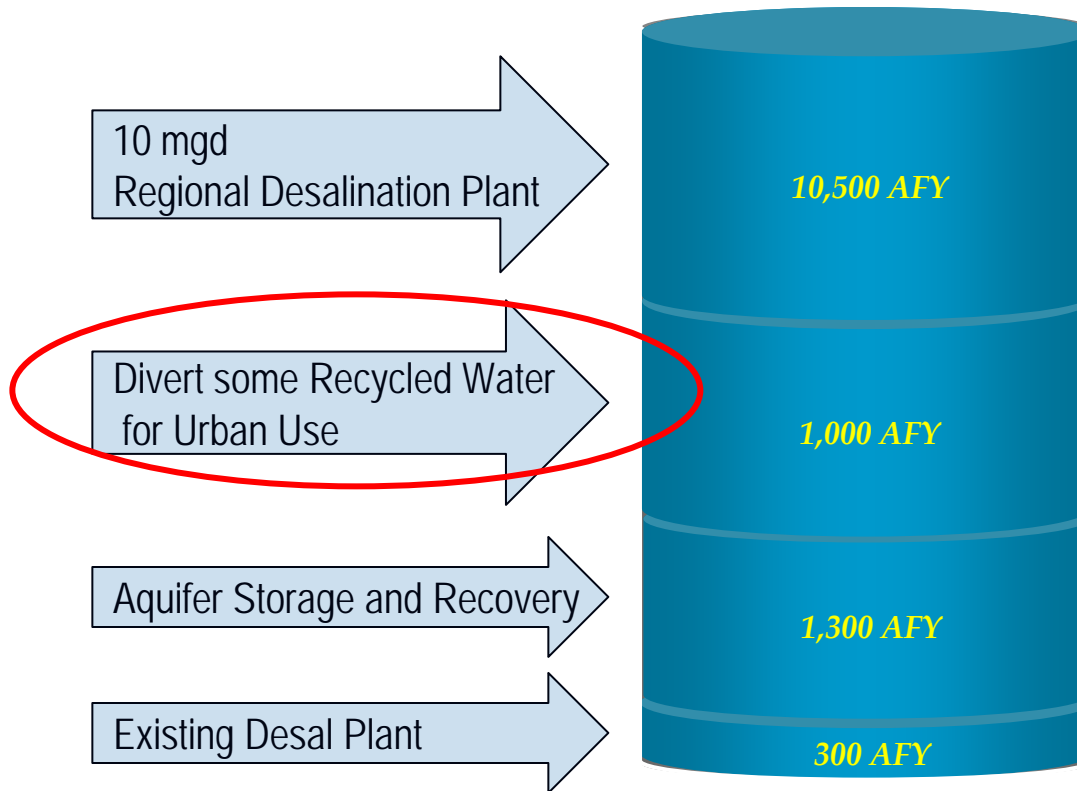 10 mgd
Regional Desalination Plant
10,500 AFY
Divert some Recycled Water
for Urban Use
1,000 AFY
Aquifer Storage and Recovery
1,300 AFY
Existing Desal Plant
300 AFY